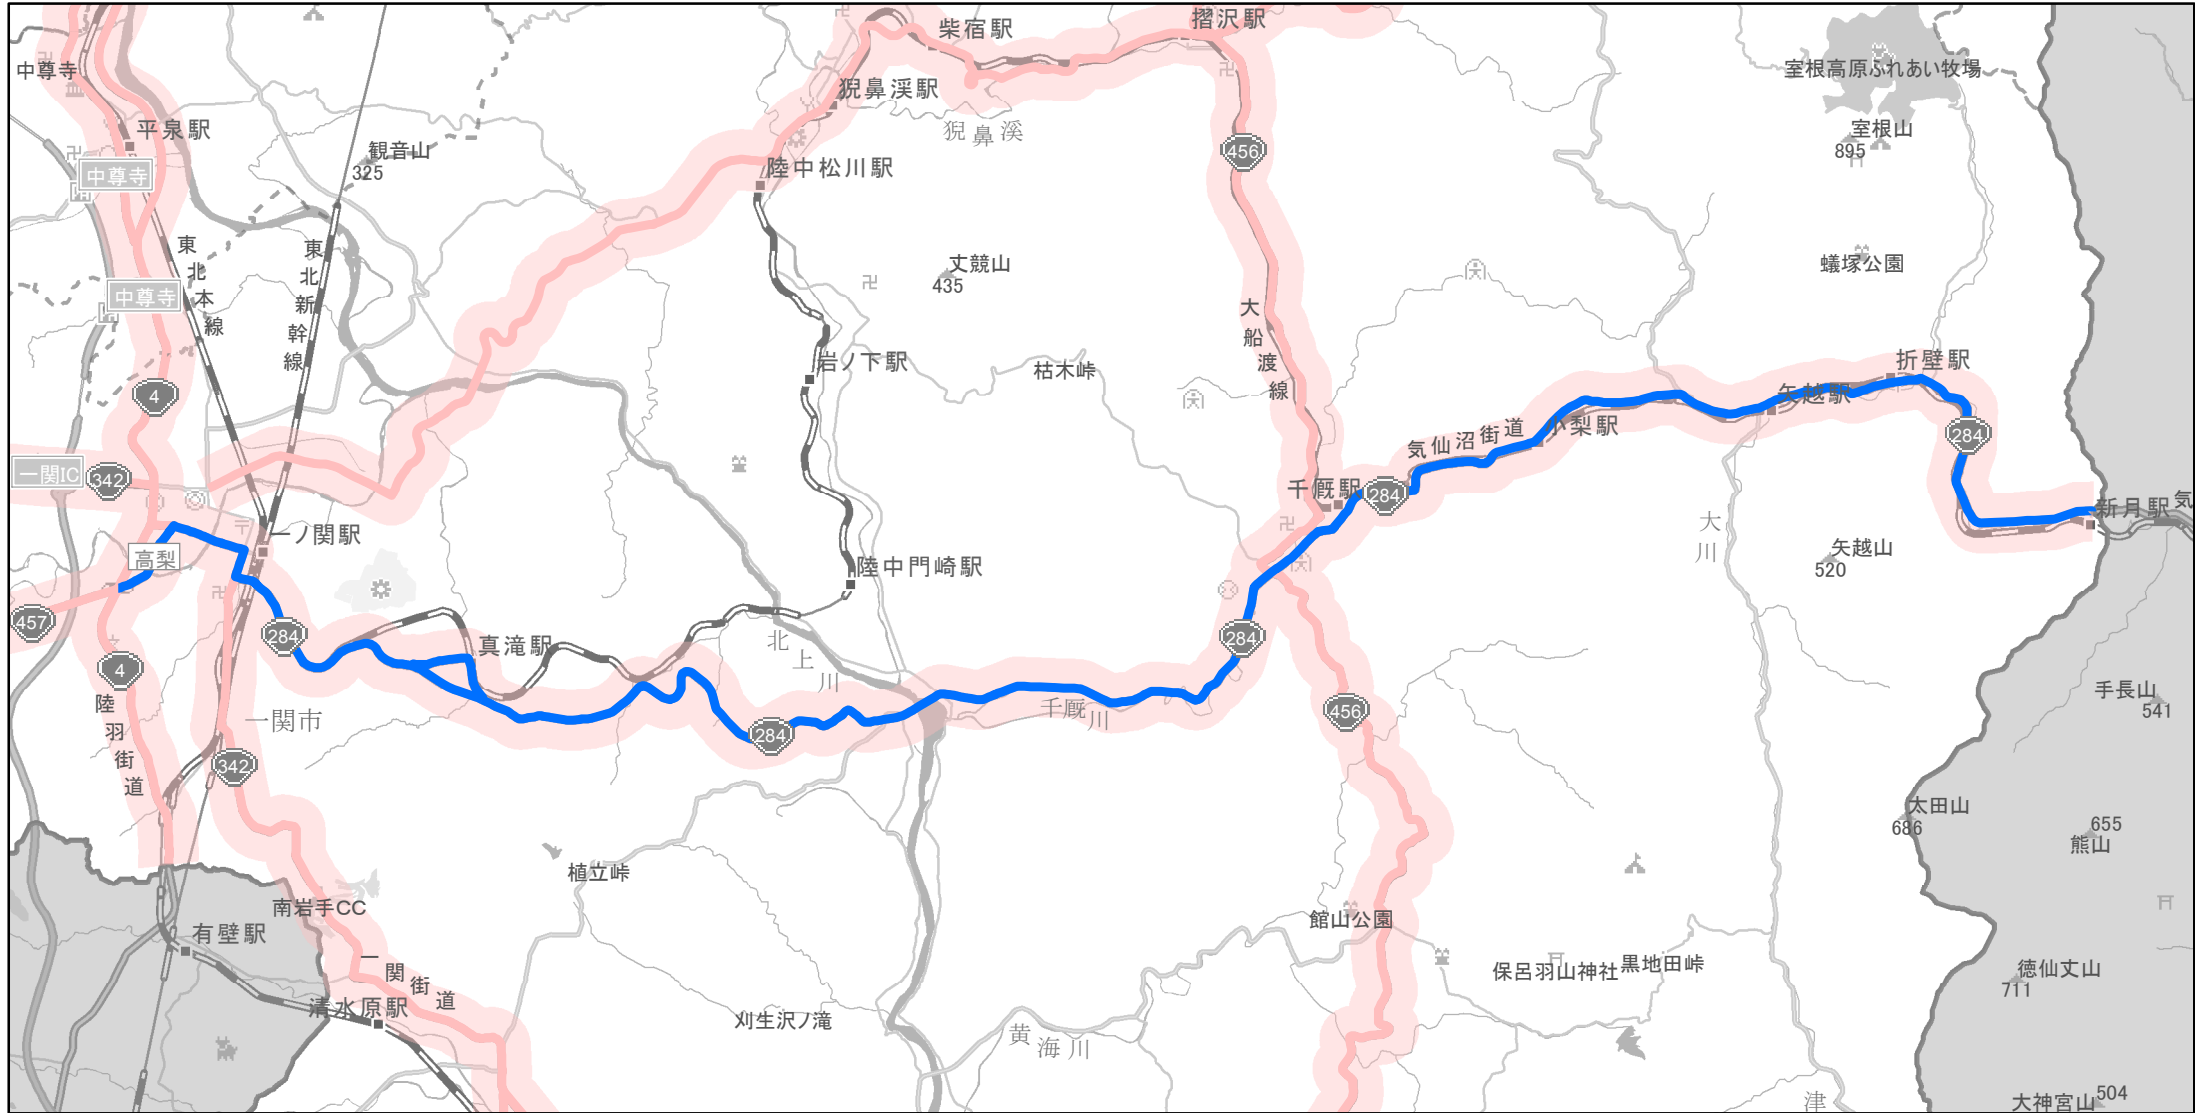 柴宿駅
摺沢駅
中尊寺
室根高原ふれあい牧場
猊鼻渓駅
平泉駅
猊鼻渓
室根山
895
456
観音山
325
中尊寺
陸中松川駅
東北本線
東北新幹線
丈競山
435
蟻塚公園
中尊寺
大船渡線
岩ノ下駅
枯木峠
折壁駅
4
矢越駅
気仙沼街道
小梨駅
284
一関IC
342
千厩駅
284
新月駅
気
大川
一ノ関駅
高梨
陸中門崎駅
矢越山
520
457
284
真滝駅
北上川
284
4
陸羽街道
手長山
541
一関市
千厩川
456
284
342
太田山
686
655
熊山
植立峠
南岩手CC
館山公園
有壁駅
一関街道
保呂羽山神社
黒地田峠
徳仙丈山
711
清水原駅
刈生沢ノ滝
黄海川
津
大神宮山
504